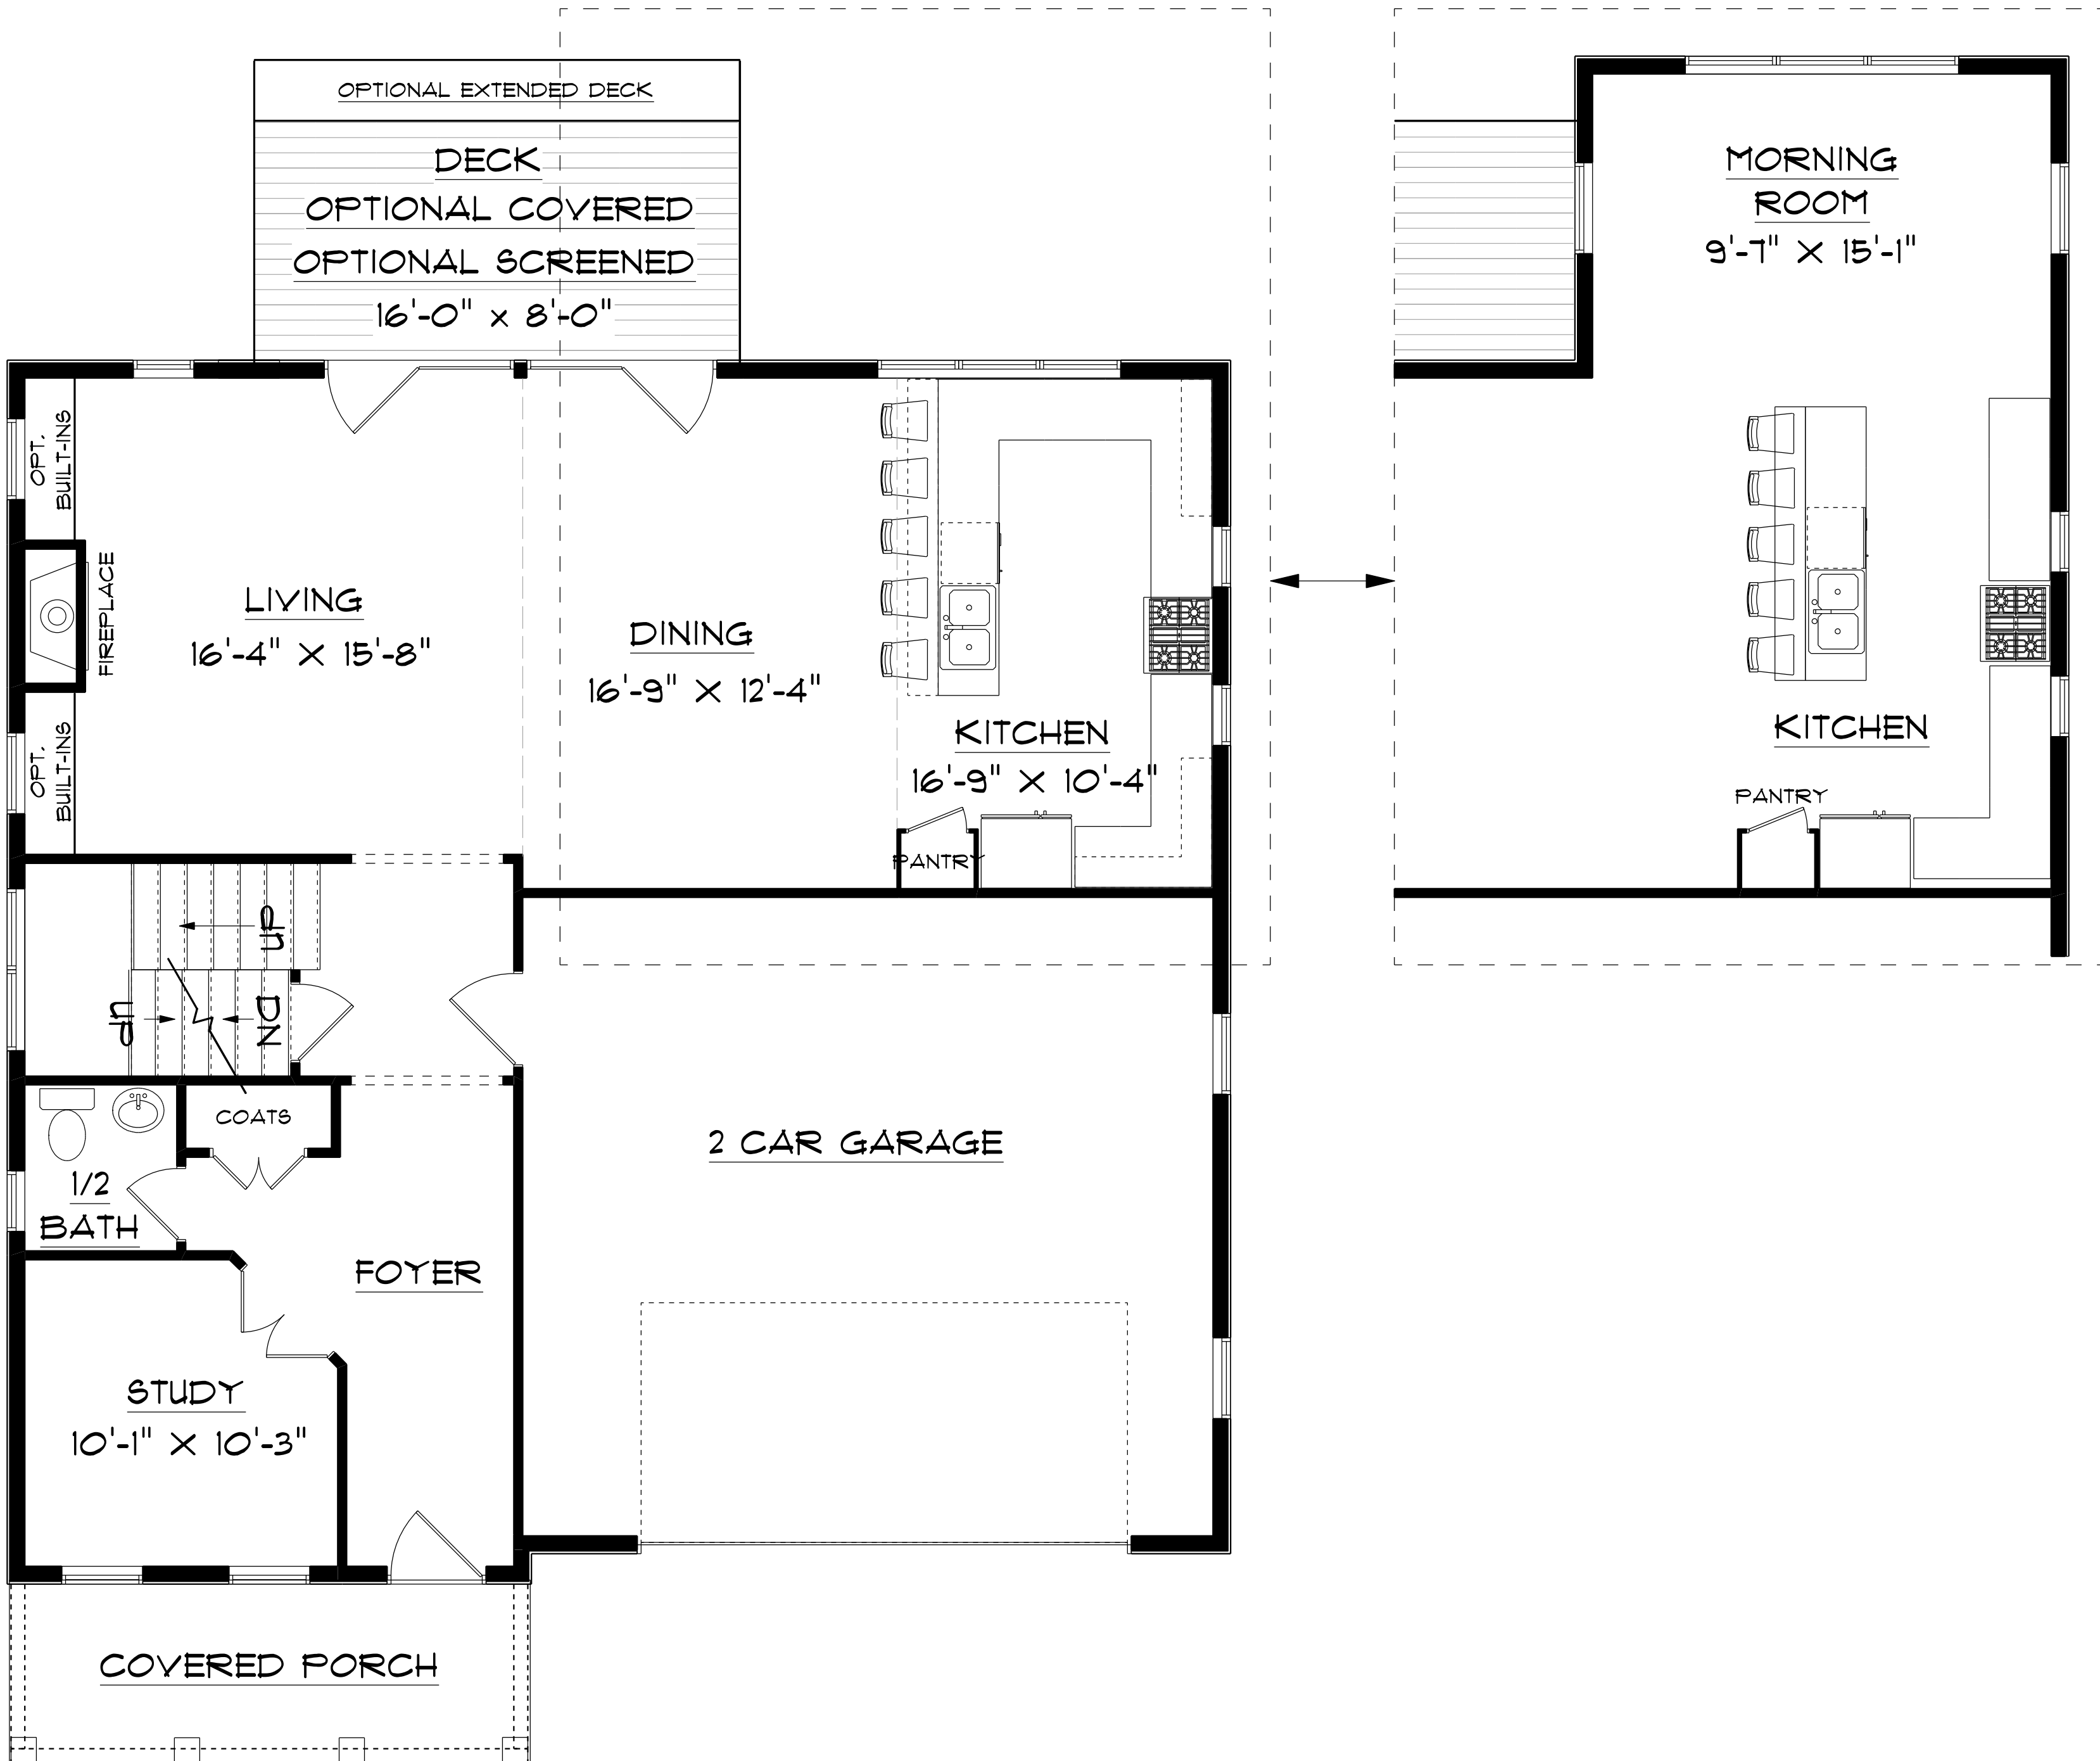 OPTIONAL EXTENDED DECK
DECK
OPTIONAL COVERED
OPTIONAL SCREENED
16'-0" x 8'-0"
MORNING
ROOM
9'-7" X 15'-1"
OPT.
BUILT-INS
FIREPLACE
LIVING
16'-4" X 15'-8"
DINING
16'-9" X 12'-4"
OPT.
BUILT-INS
KITCHEN
16'-9" X 10'-4"
PANTRY
KITCHEN
PANTRY
UP
UP
DN
COATS
1/2
BATH
2 CAR GARAGE
FOYER
STUDY
10'-1" X 10'-3"
COVERED PORCH